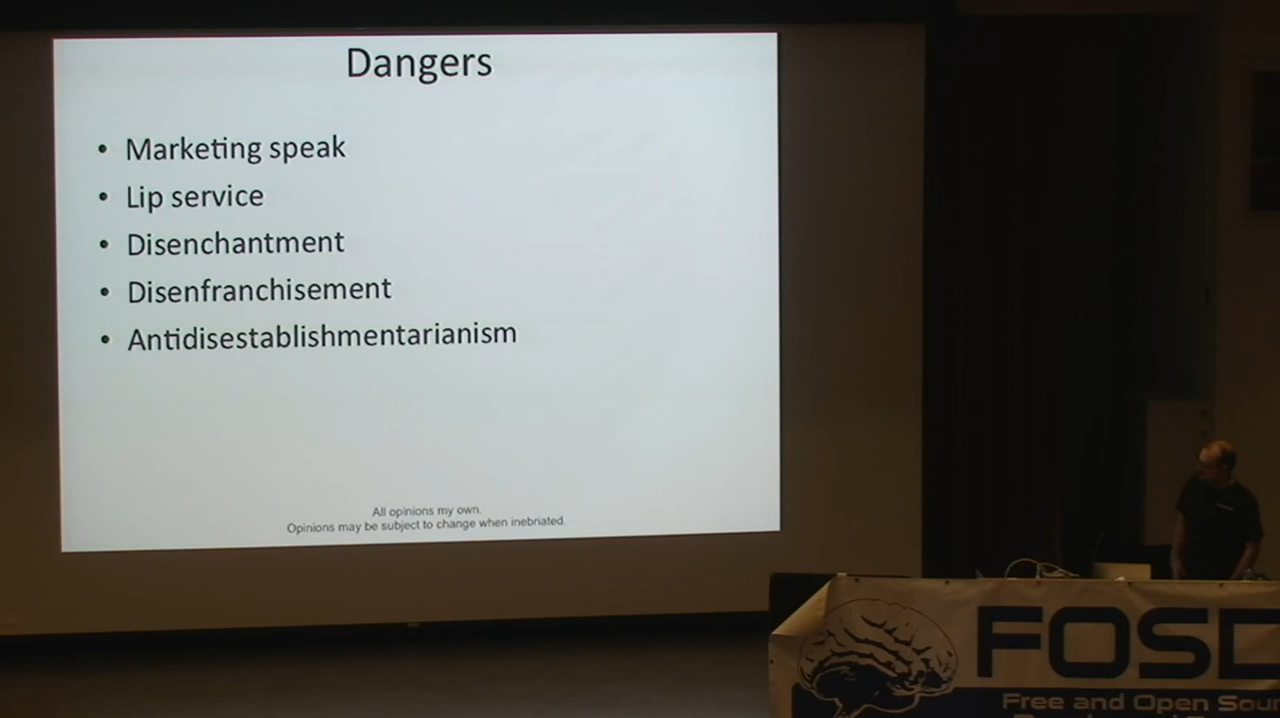 Dangers
• Marketing speak
• Lip service
• Disenchantment
• Disenfranchisement
• Antidisestablishmentarianism
All opinions my own.
Opinions may be subject to change when inebriated.
FOSD
Free and Open Sour